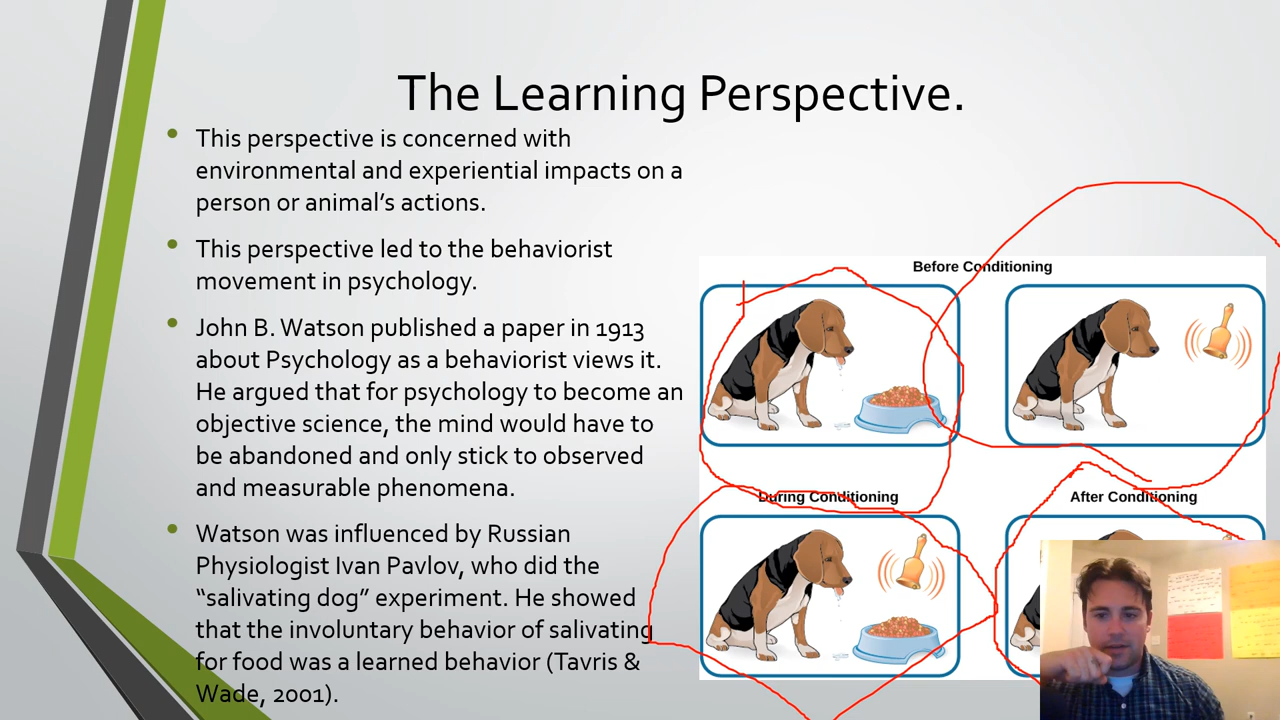 The Learning Perspective.
This perspective is concerned with
environmental and experiential impacts on a
person or animal's actions.
This perspective led to the behaviorist
movement in psychology.
John B. Watson published a paper in 1913
about Psychology as a behaviorist views it.
He argued that for psychology to become an
objective science, the mind would have to
be abandoned and only stick to observed
and measurable phenomena.
Watson was influenced by Russian
Physiologist Ivan Pavlov, who did the
“salivating dog” experiment. He showed
that the involuntary behavior of salivating
for food was a learned behavior (Tavris &
Wade, 2001).
Before Conditioning
During Conditioning
After Conditioning